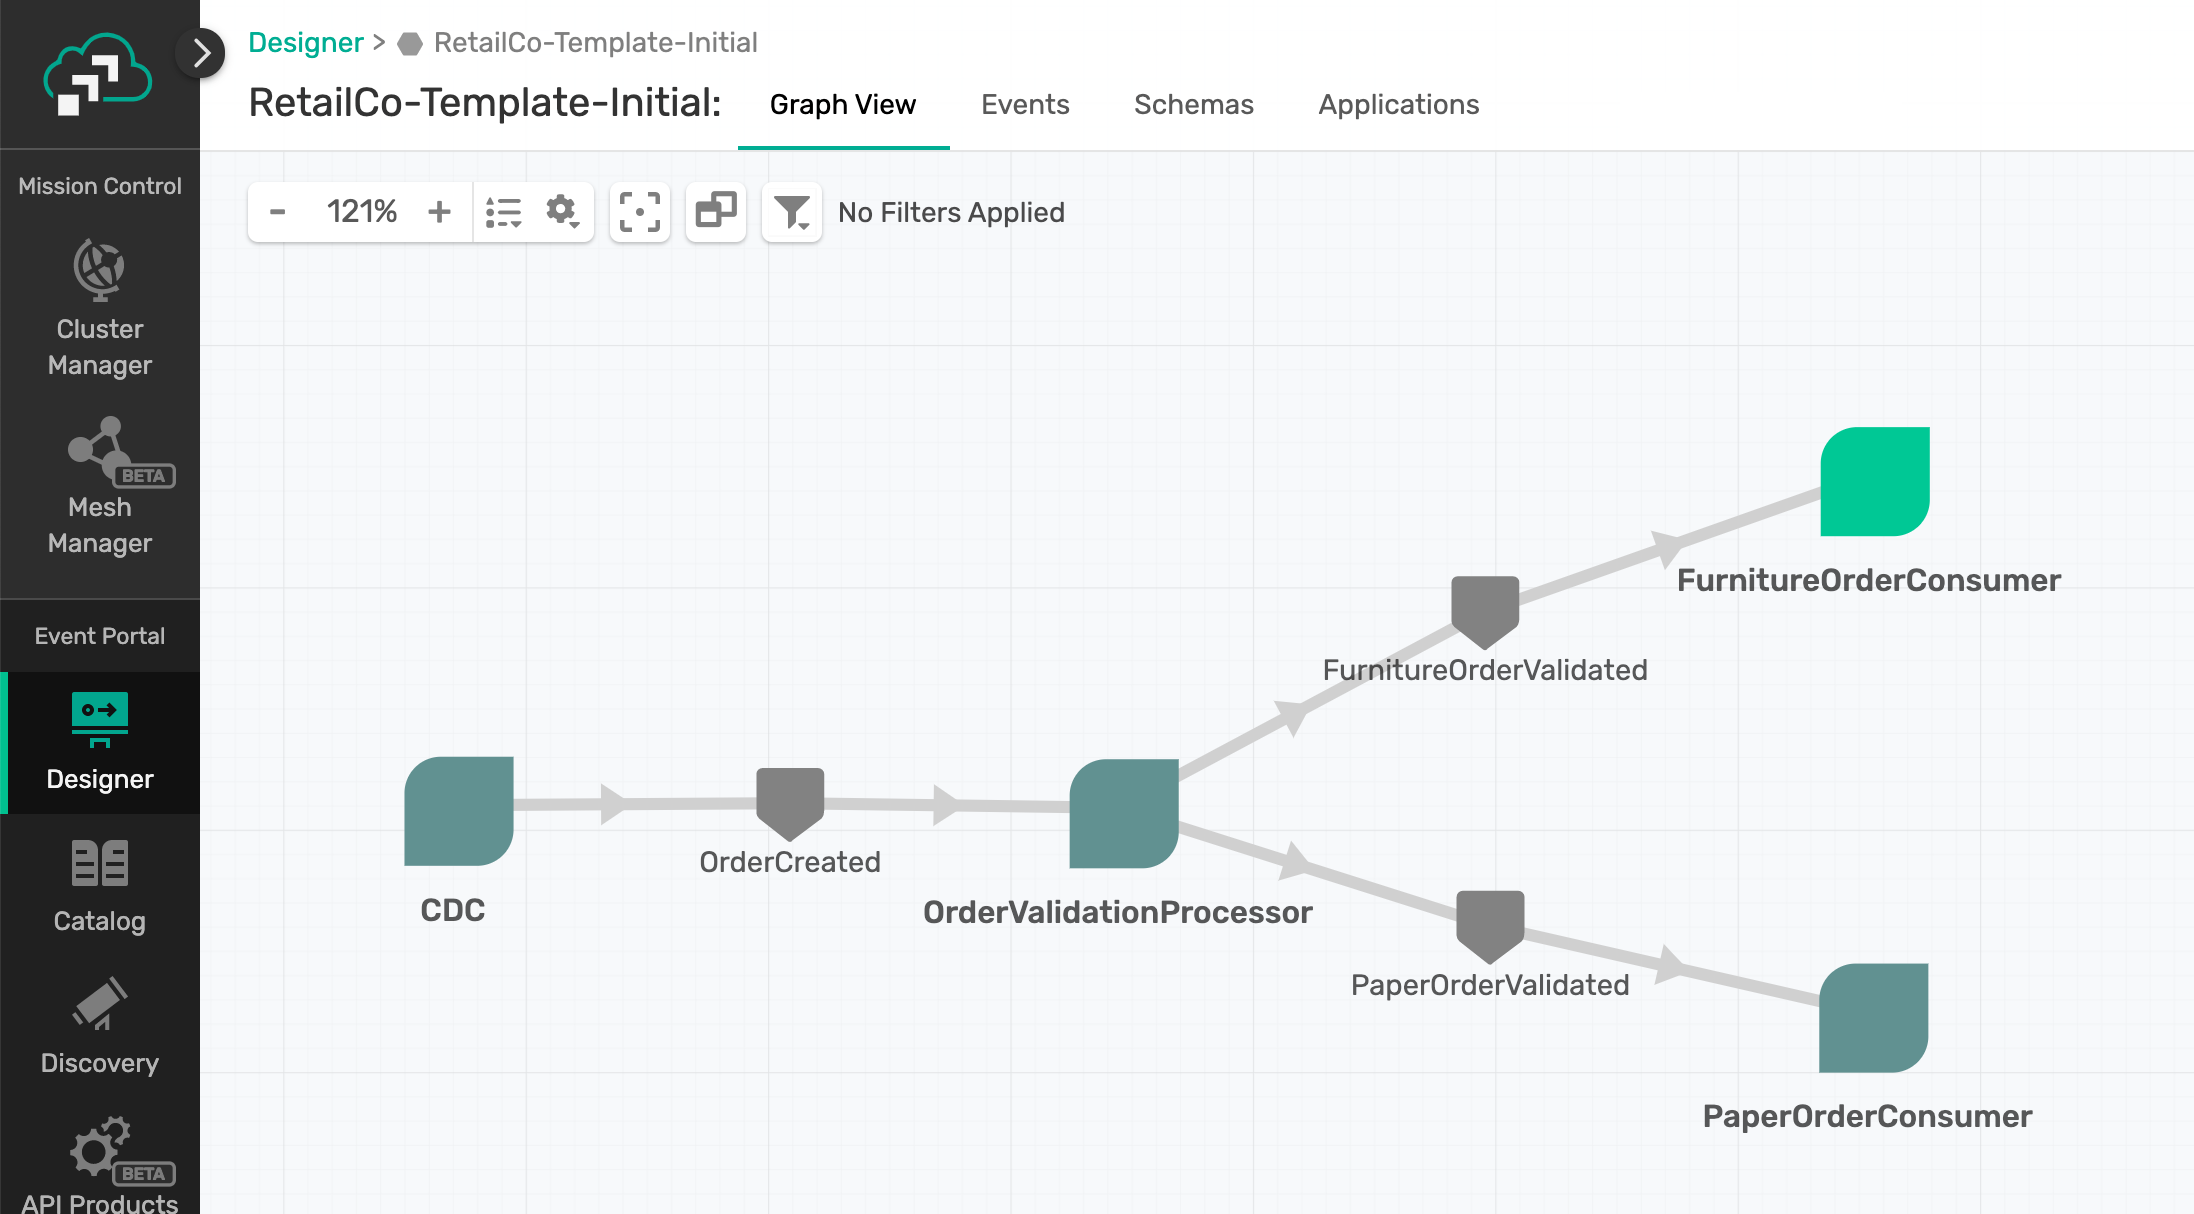 Designer > RetailCo-Template-Initial
RetailCo-Template-Initial:
Graph View
Events
Schemas
Applications
Mission Control
Cluster
Manager
BETA
Mesh
Manager
Event Portal
Designer
Catalog
Discovery
BETA
API Products
- 121% +
No Filters Applied
FurnitureOrderConsumer
FurnitureOrderValidated
OrderCreated
CDC
OrderValidationProcessor
PaperOrderValidated
PaperOrderConsumer